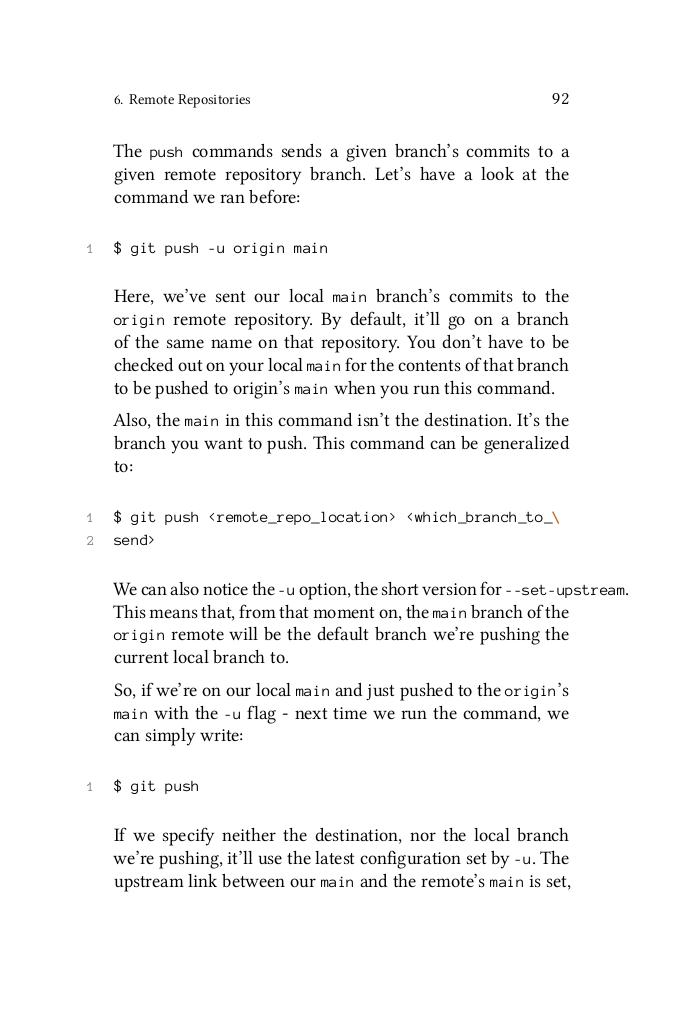 6. Remote Repositories 92
The push commands sends a given branch's commits to a
given remote repository branch. Let's have a look at the
command we ran before:
1 $ git push -u origin main
Here, we've sent our local main branch's commits to the
origin remote repository. By default, it'll go on a branch
of the same name on that repository. You don't have to be
checked out on your local main for the contents of that branch
to be pushed to origin's main when you run this command.
Also, the main in this command isn't the destination. It's the
branch you want to push. This command can be generalized
to:
1 $ git push <remote_repo_location> <which_branch_to_\
2 send>
We can also notice the -u option, the short version for --set-upstream.
This means that, from that moment on, the main branch of the
origin remote will be the default branch we're pushing the
current local branch to.
So, if we're on our local main and just pushed to the origin's
main with the -u flag - next time we run the command, we
can simply write:
1 $ git push
If we specify neither the destination, nor the local branch
we're pushing, it'll use the latest configuration set by -u. The
upstream link between our main and the remote's main is set,